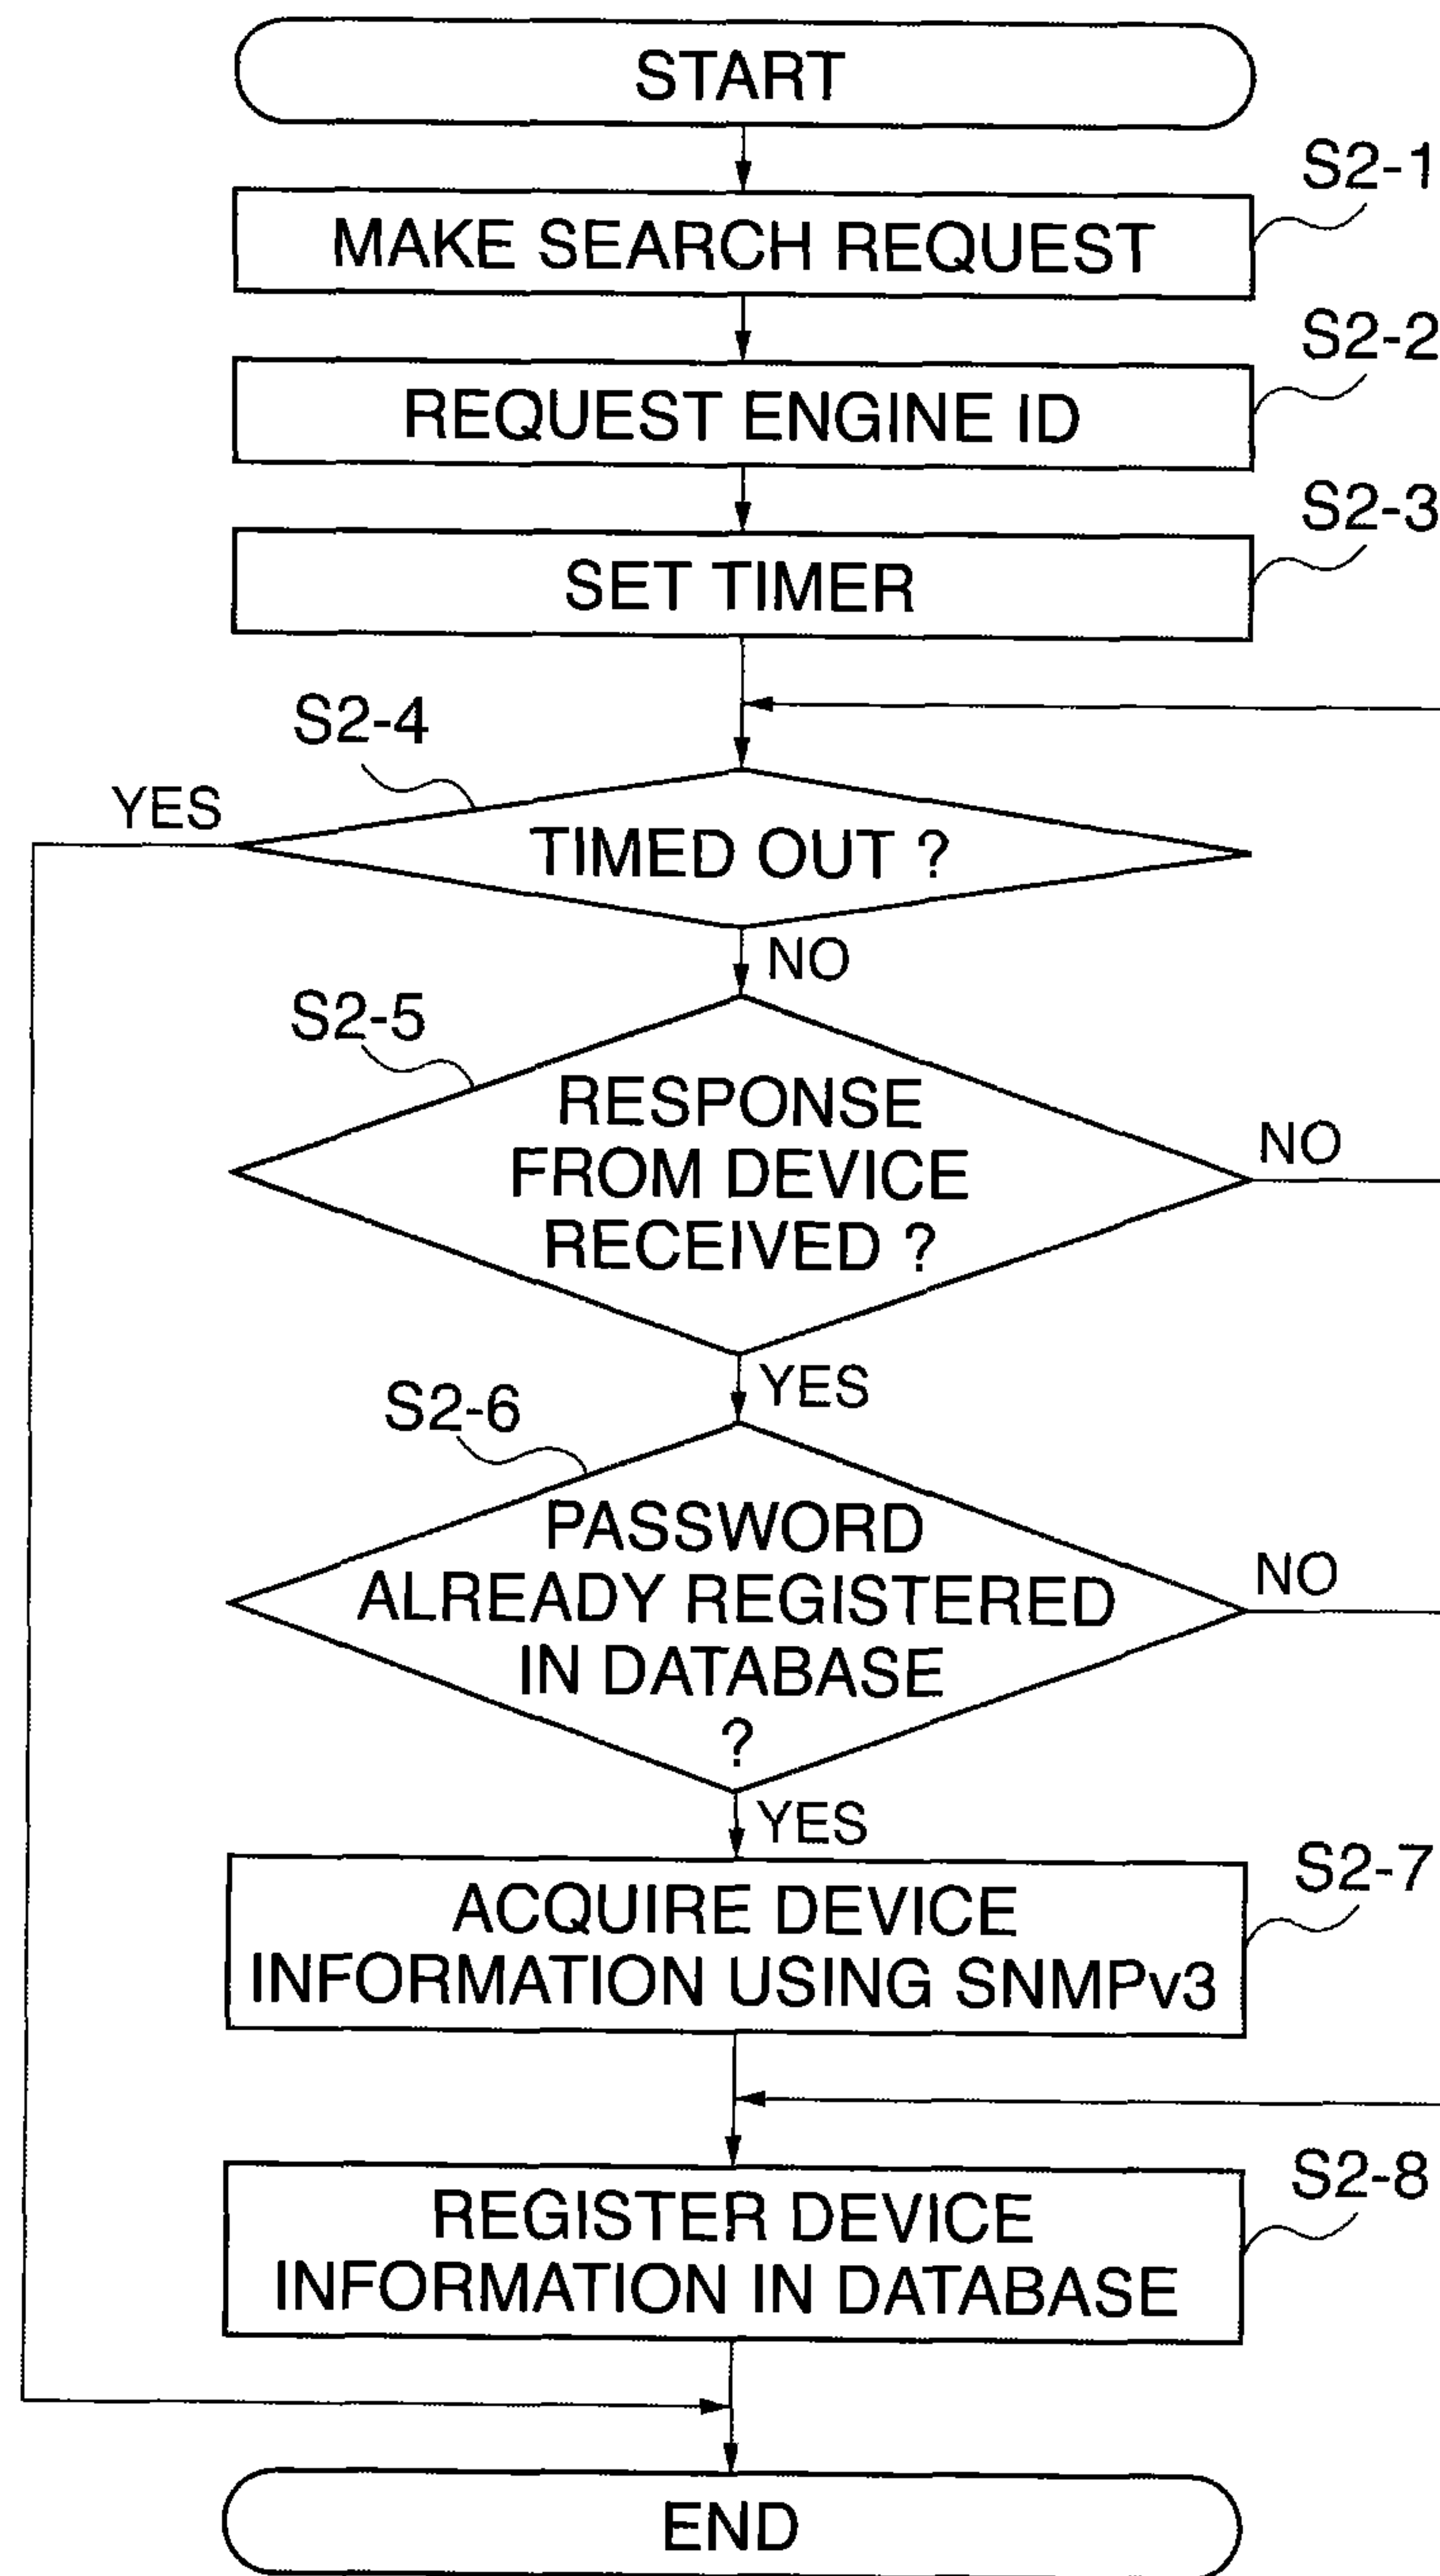 START
S2-1
MAKE SEARCH REQUEST
S2-2
REQUEST ENGINE ID
S2-3
SET TIMER
S2-4
YES
TIMED OUT ?
NO
S2-5
RESPONSE
FROM DEVICE
RECEIVED ?
NO
YES
S2-6
PASSWORD
ALREADY REGISTERED
IN DATABASE
?
NO
YES
S2-7
ACQUIRE DEVICE
INFORMATION USING SNMPv3
S2-8
REGISTER DEVICE
INFORMATION IN DATABASE
END